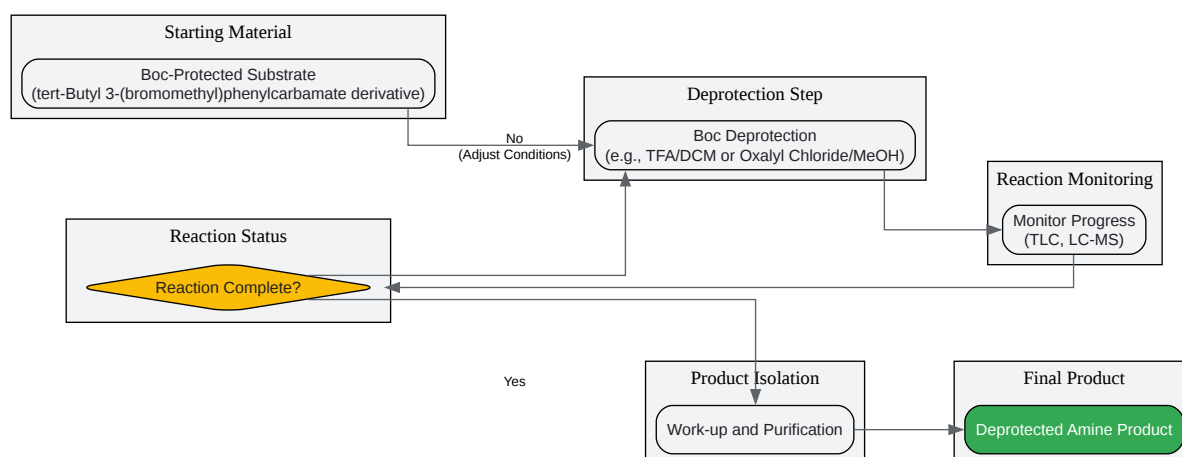 Starting Material
Boc-Protected Substrate
(tert-Butyl 3-(bromomethyl)phenylcarbamate derivative)
Deprotection Step
Boc Deprotection
(e.g., TFA/DCM or Oxalyl Chloride/MeOH)
No
(Adjust Conditions)
Reaction Monitoring
Monitor Progress
(TLC, LC-MS)
Reaction Status
Reaction Complete?
Yes
Product Isolation
Work-up and Purification
Final Product
Deprotected Amine Product